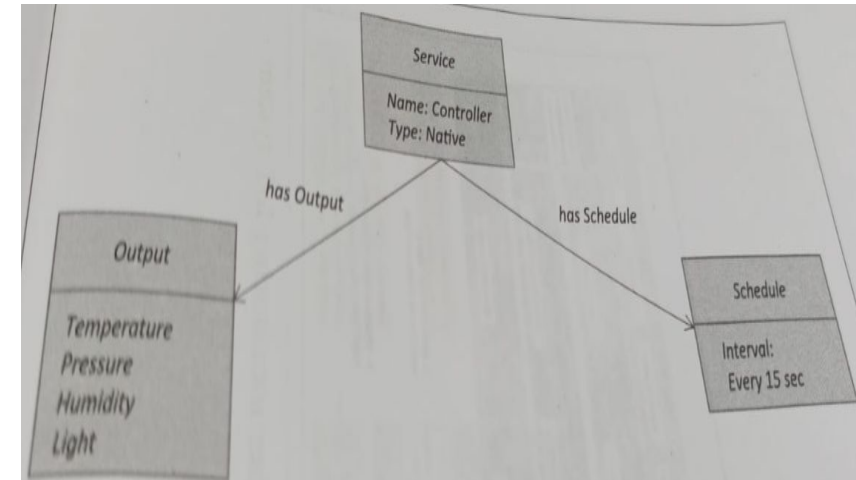 Service
Name: Controller
Type: Native
has Output
has Schedule
Output
Temperature
Pressure
Humidity
Light
Schedule
Interval:
Every 15 sec